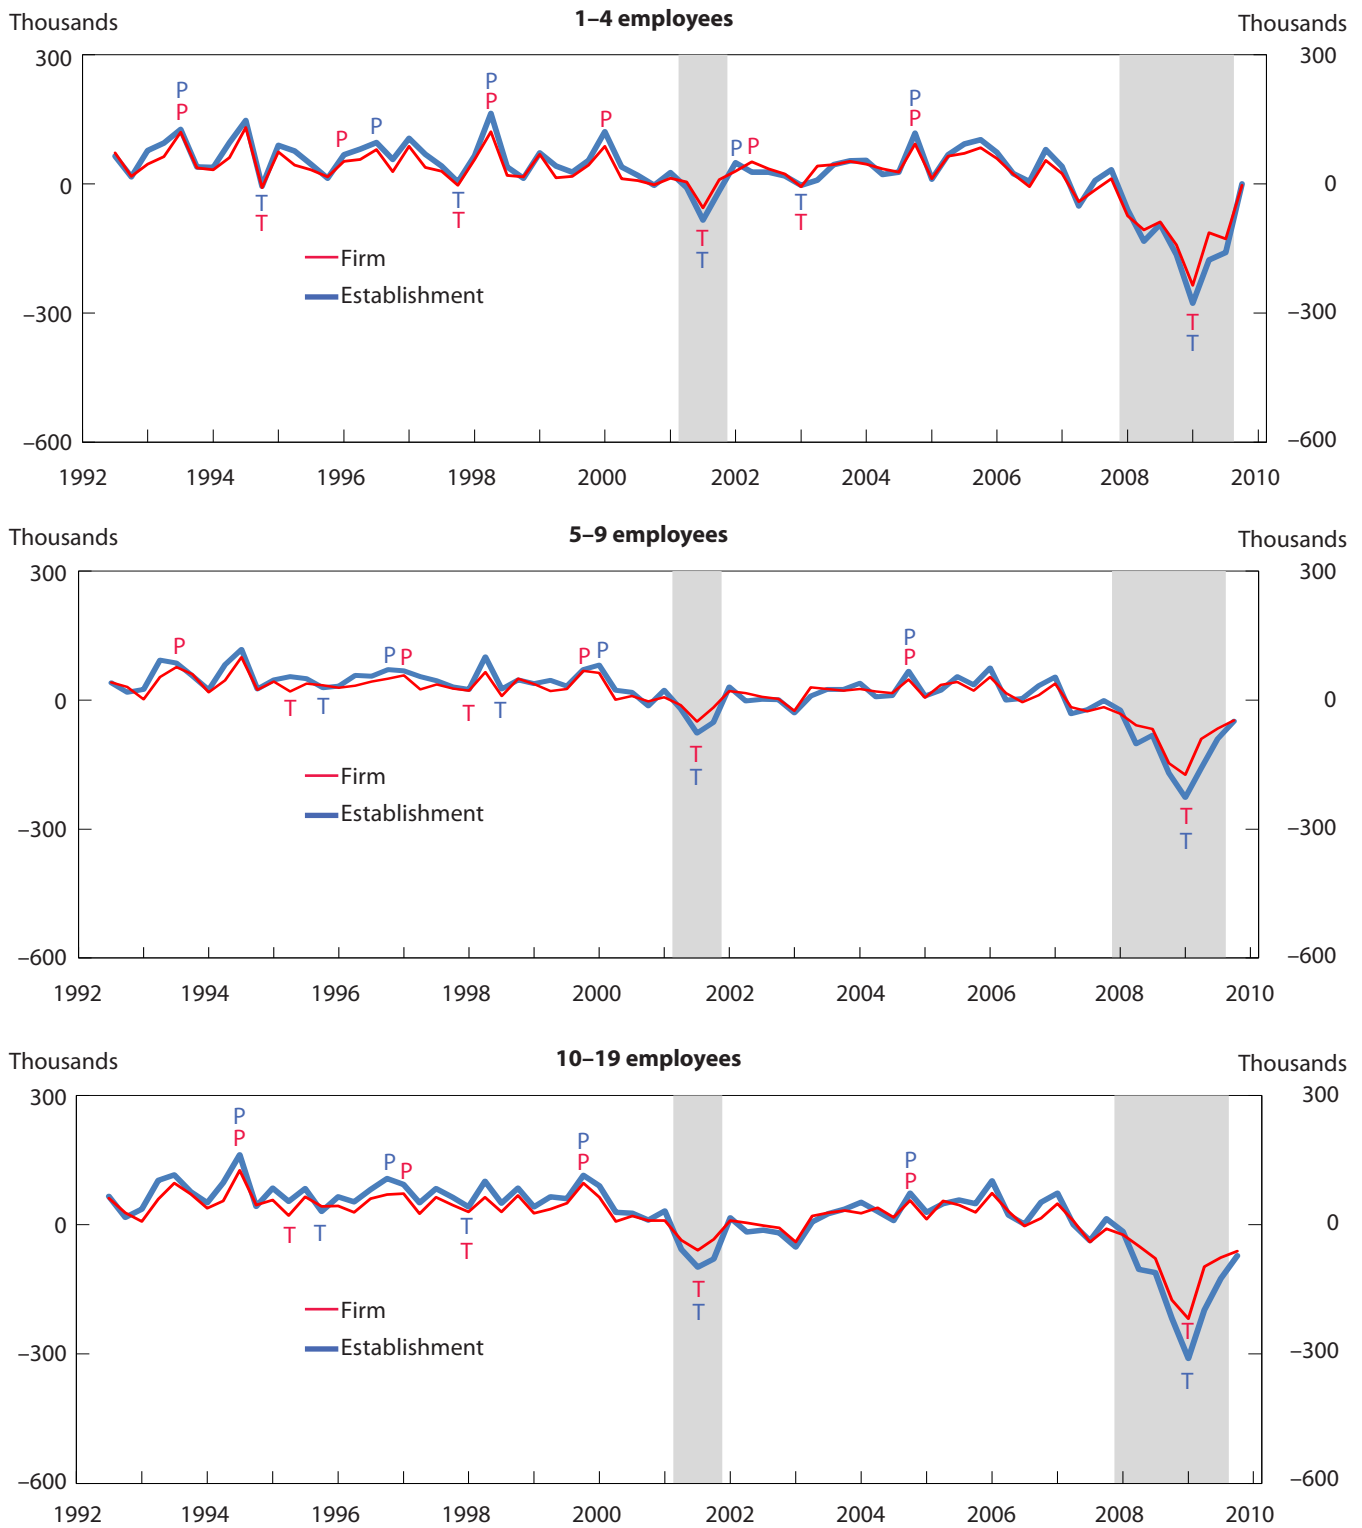 Thousands 1–4 employees Thousands
300 300
P P P P
P P P P P P
P P
0 0
T T T
T T T
T
T
Firm
Establishment
–300 –300
T
T
–600 –600
1992 1994 1996 1998 2000 2002 2004 2006 2008 2010
Thousands 5–9 employees Thousands
300 300
P P P P P P
P
0 0
T T T T
T
T
Firm
Establishment
–300 –300
T
T
–600 –600
1992 1994 1996 1998 2000 2002 2004 2006 2008 2010
Thousands 10–19 employees Thousands
300 300
P P P
P P P P P
0 0
T T T
T
T
T
Firm
Establishment
–300 –300
T
T
–600 –600
1992 1994 1996 1998 2000 2002 2004 2006 2008 2010